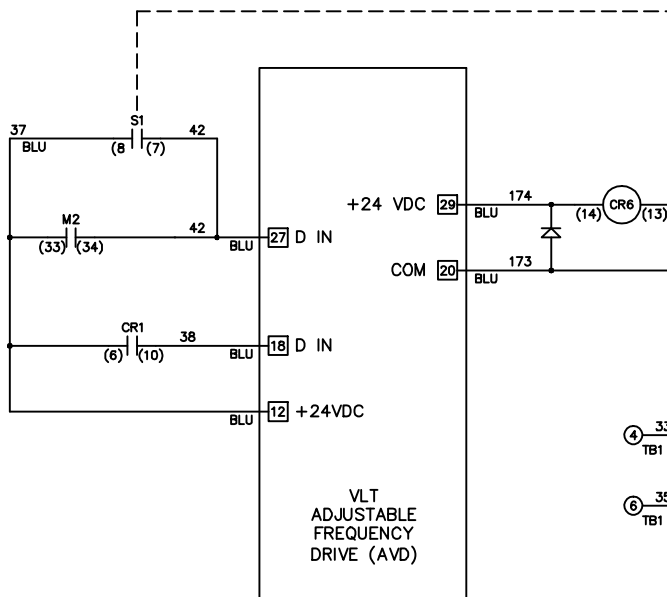 S1
37
42
BLU
(8
(7)
+24 VDC
29
174
BLU
(14)
CR6
(13)
M2
42
(33)
(34)
BLU
27
D IN
COM
20
173
BLU
CR1
38
(6)
(10)
BLU
18
D IN
BLU
12
+24VDC
4
33
TB1
6
35
TB1
VLT
ADJUSTABLE
FREQUENCY
DRIVE (AVD)